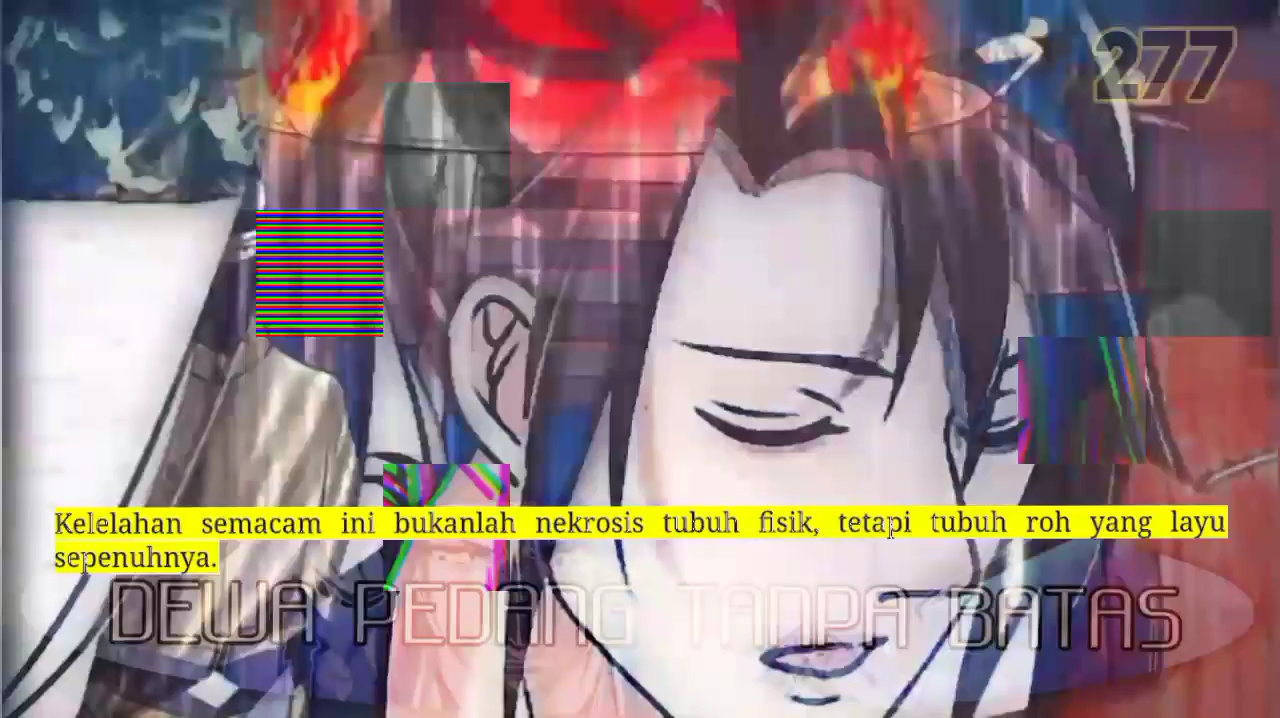 277
Kelelahan semacam ini bukanlah nekrosis tubuh fisik, tetapi tubuh roh yang layu
sepenuhnya.
DEWA PEDANG TANPA BATAS